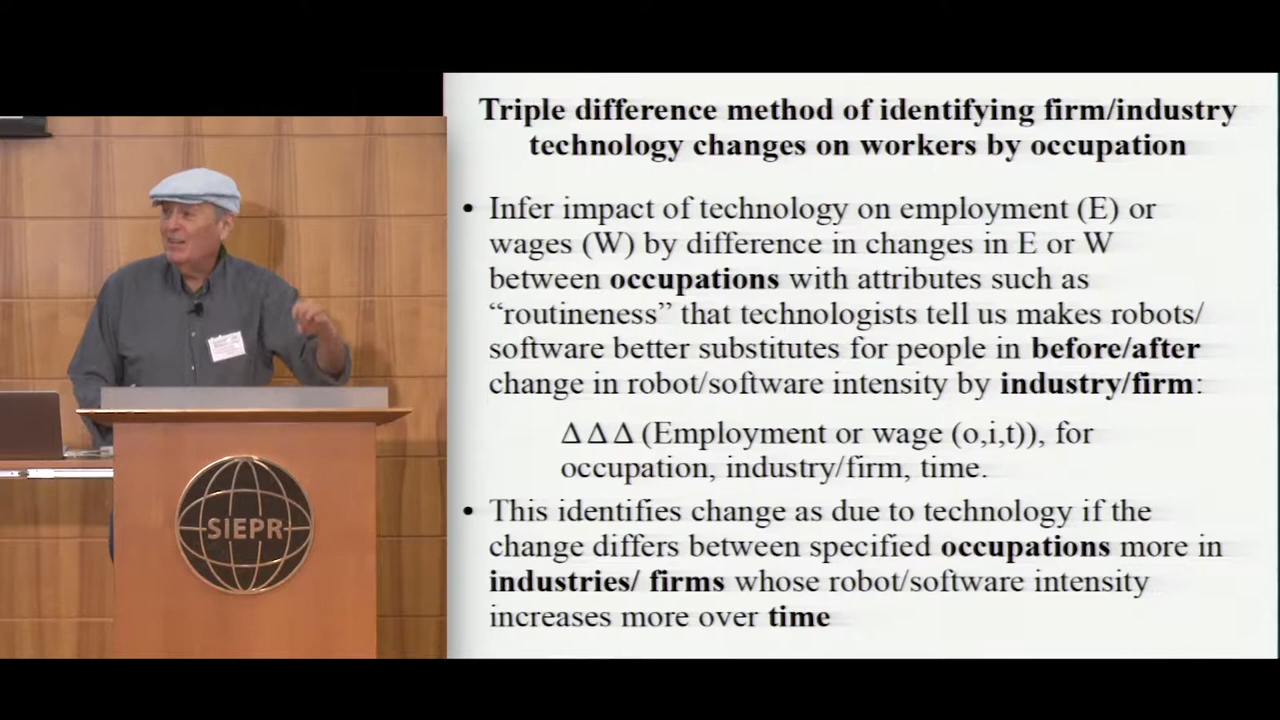 Triple difference method of identifying firm/industry
technology changes on workers by occupation
• Infer impact of technology on employment (E) or
wages (W) by difference in changes in E or W
between occupations with attributes such as
“routineness” that technologists tell us makes robots/
software better substitutes for people in before/after
change in robot/software intensity by industry/firm:
Δ Δ Δ (Employment or wage (o,i,t)), for
occupation, industry/firm, time.
• This identifies change as due to technology if the
change differs between specified occupations more in
industries/ firms whose robot/software intensity
increases more over time
SIEPR